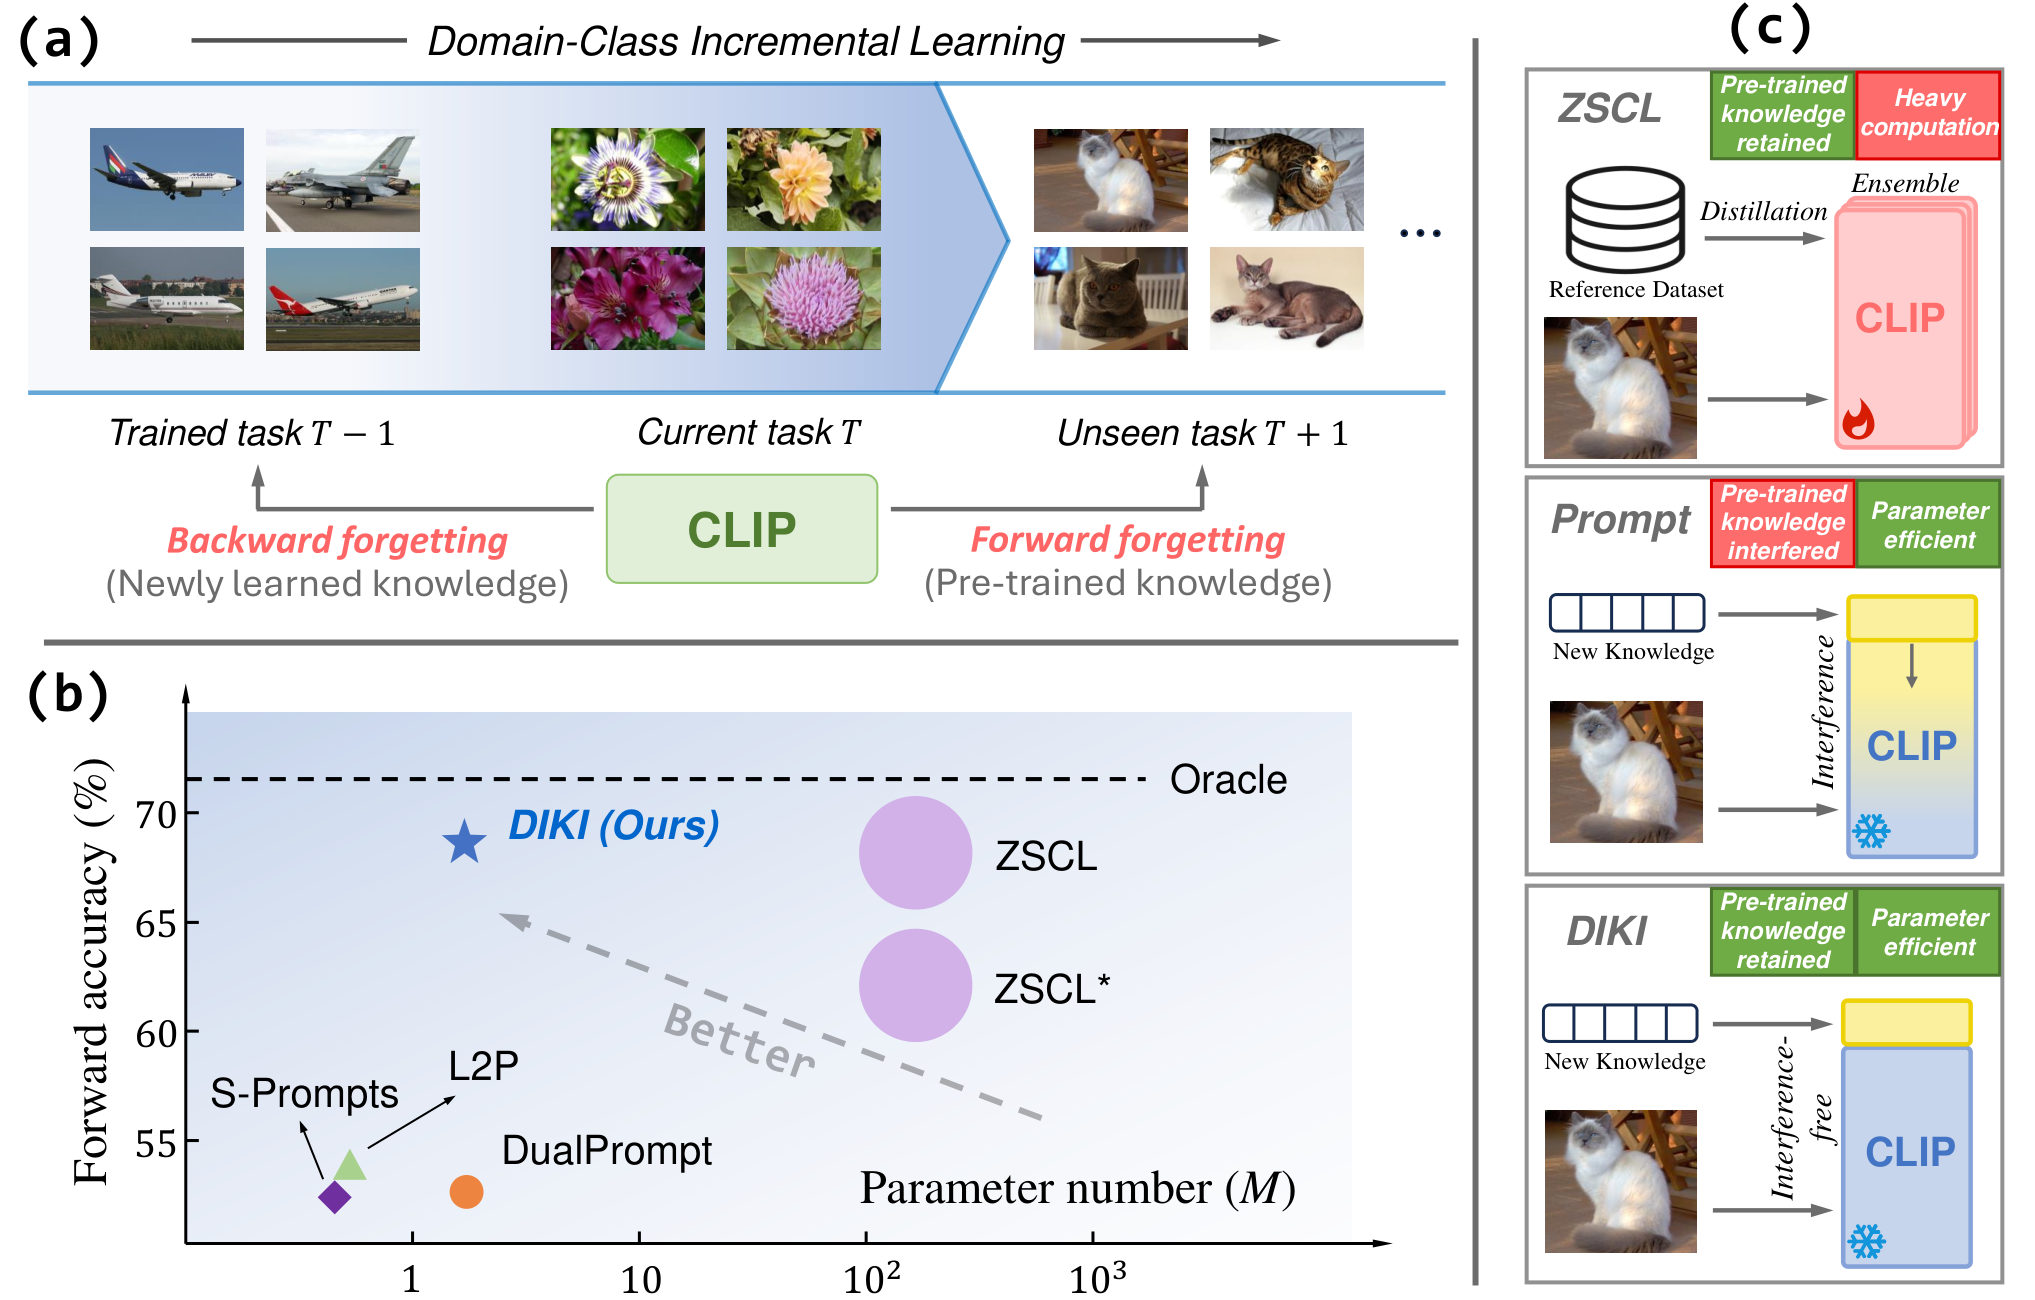 (a)
Domain-Class Incremental Learning
...
Trained task T − 1
Current task T
Unseen task T + 1
CLIP
Backward forgetting
(Newly learned knowledge)
Forward forgetting
(Pre-trained knowledge)
(b)
Forward accuracy (%)
70
65
60
55
Oracle
DIKI (Ours)
ZSCL
ZSCL*
Better
L2P
S-Prompts
DualPrompt
Parameter number (M)
1
10
10²
10³
(c)
ZSCL
Pre-trained
knowledge
retained
Heavy
computation
Ensemble
Distillation
Reference Dataset
CLIP
Prompt
Pre-trained
knowledge
interfered
Parameter
efficient
New Knowledge
Interference
CLIP
DIKI
Pre-trained
knowledge
retained
Parameter
efficient
New Knowledge
Interference-
free
CLIP